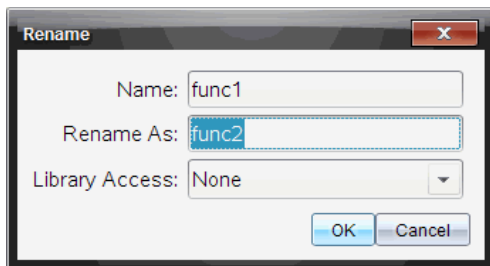 Rename
Name: func1
Rename As: func2
Library Access: None
OK Cancel